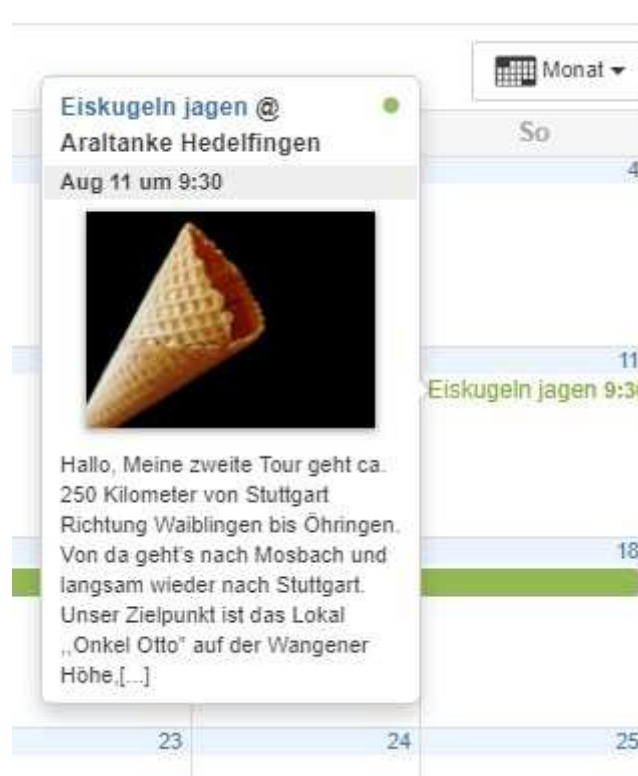 Monat
Eiskugeln jagen @
Araltanke Hedelfingen
So
Aug 11 um 9:30
4
11
Eiskugeln jagen 9:30
Hallo, Meine zweite Tour geht ca.
250 Kilometer von Stuttgart
Richtung Waiblingen bis Öhringen.
Von da geht's nach Mosbach und
langsam wieder nach Stuttgart.
Unser Zielpunkt ist das Lokal
,,Onkel Otto" auf der Wangener
Höhe,[...]
18
23 24 25